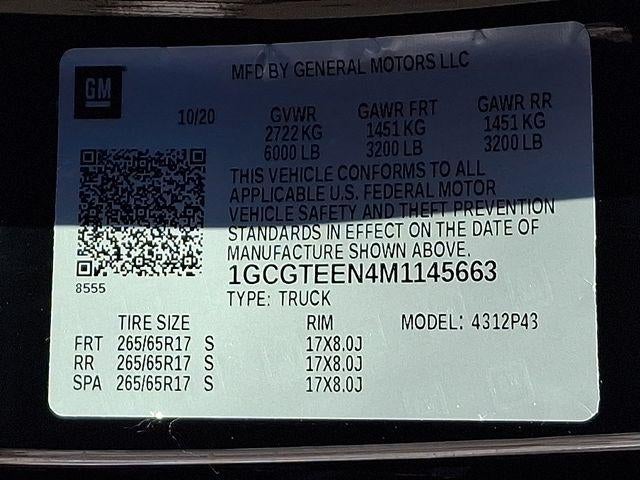 GM
MFD BY GENERAL MOTORS LLC
10/20 GVWR GAWR FRT GAWR RR
2722 KG 1451 KG 1451 KG
6000 LB 3200 LB 3200 LB
THIS VEHICLE CONFORMS TO ALL
APPLICABLE U.S. FEDERAL MOTOR
VEHICLE SAFETY AND THEFT PREVENTION
STANDARDS IN EFFECT ON THE DATE OF
MANUFACTURE SHOWN ABOVE.
8555
1GCGTEEN4M1145663
TYPE: TRUCK
TIRE SIZE RIM MODEL: 4312P43
FRT 265/65R17 S 17X8.0J
RR 265/65R17 S 17X8.0J
SPA 265/65R17 S 17X8.0J